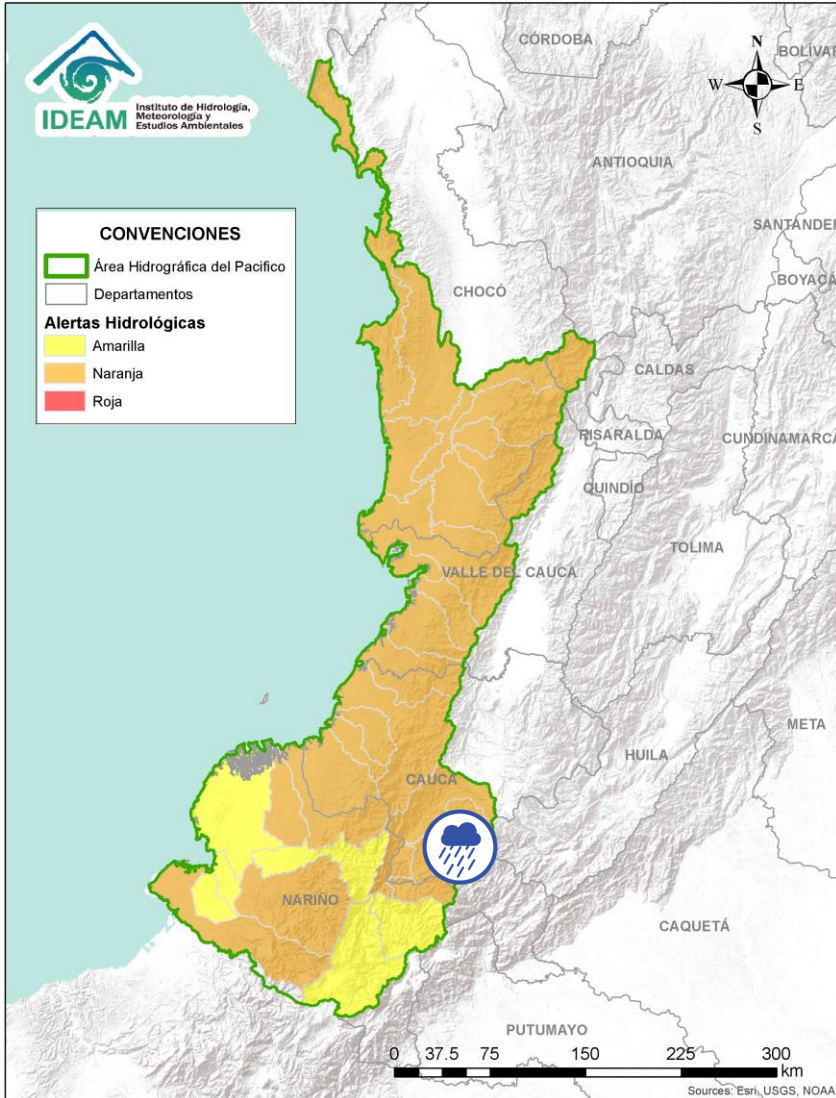 IDEAM
Instituto de Hidrología,
Meteorología y
Estudios Ambientales
N
W
E
S
CONVENCIONES
Área Hidrográfica del Pacifico
Departamentos
Alertas Hidrológicas
Amarilla
Naranja
Roja
CÓRDOBA
BOLÍVAR
ANTIOQUIA
SANTANDER
BOYACÁ
CHOCÓ
CALDAS
RISARALDA
CUNDINAMARCA
QUINDÍO
TOLIMA
VALLE DEL CAUCA
META
HUILA
CAUCA
NARIÑO
CAQUETÁ
PUTUMAYO
0 37.5 75 150 225 300
km
Sources: Esri, USGS, NOAA